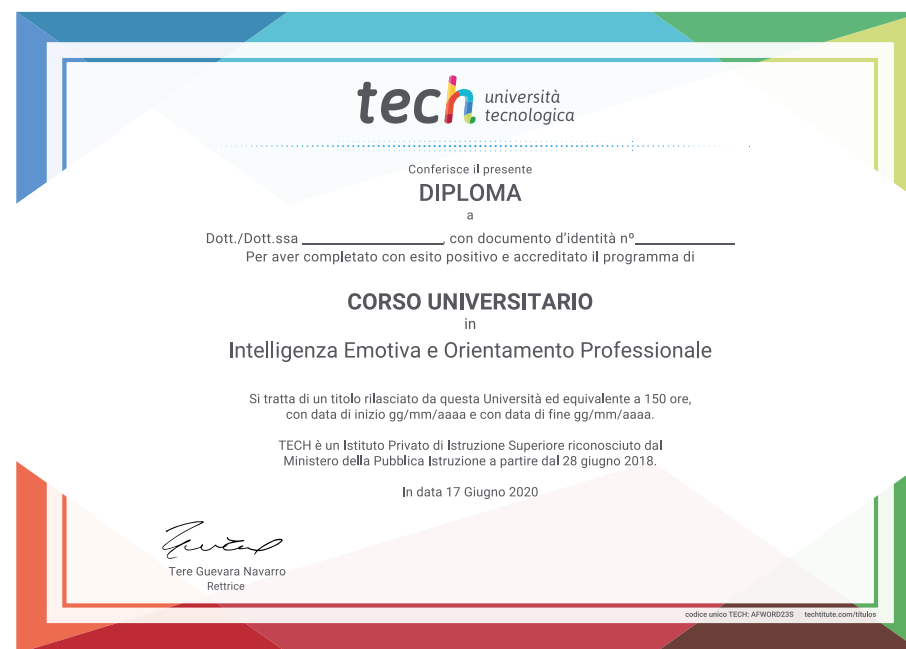 tech università
tecnologica
Conferisce il presente
DIPLOMA
a
Dott./Dott.ssa ____________________, con documento d'identità nº______________
Per aver completato con esito positivo e accreditato il programma di
CORSO UNIVERSITARIO
in
Intelligenza Emotiva e Orientamento Professionale
Si tratta di un titolo rilasciato da questa Università ed equivalente a 150 ore,
con data di inizio gg/mm/aaaa e con data di fine gg/mm/aaaa.
TECH è un Istituto Privato di Istruzione Superiore riconosciuto dal
Ministero della Pubblica Istruzione a partire dal 28 giugno 2018.
In data 17 Giugno 2020
Tere Guevara Navarro
Rettrice
codice unico TECH: AFWORD23S techtitute.com/titulos